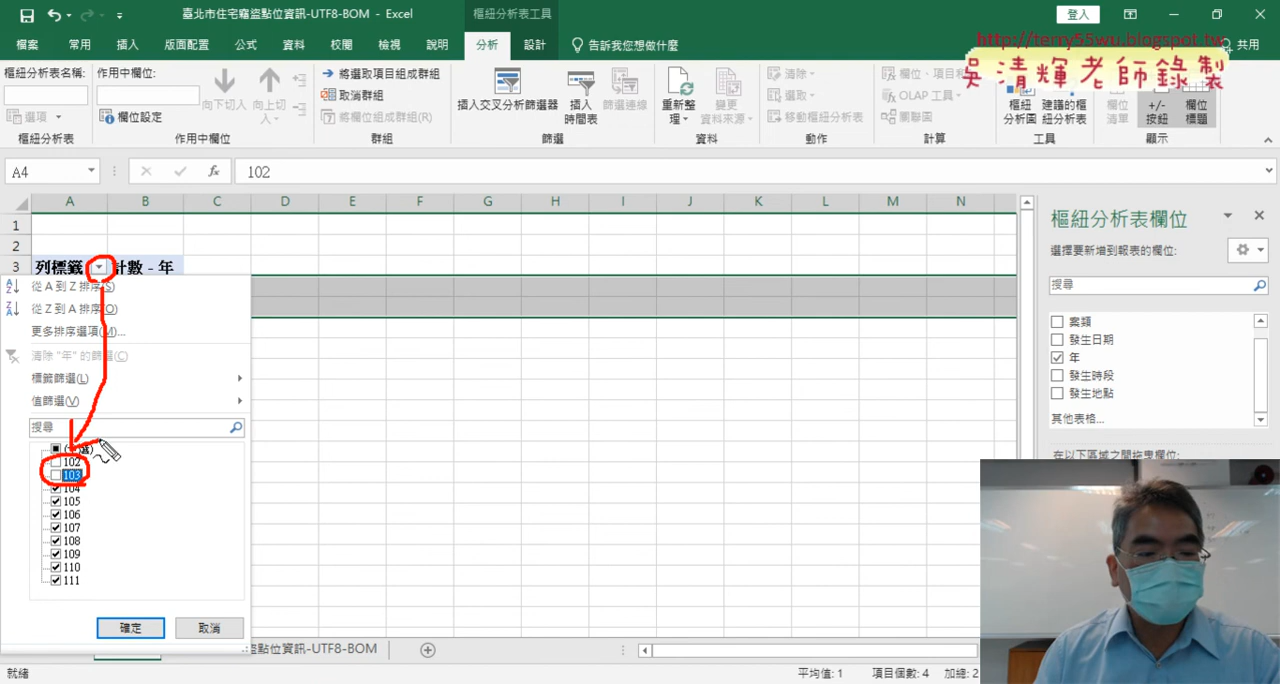 臺北市住宅竊盜點位資訊-UTF8-BOM - Excel
樞紐分析表工具
登入
http://terry55wu.blogspot.tw
吳清輝老師錄製
檔案 常用 插入 版面配置 公式 資料 校閱 檢視 說明 分析 設計 告訴我您想做什麼 共用
樞紐分析表名稱:
選項
樞紐分析表
作用中欄位:
欄位設定
向下切入
向上切入
作用中欄位
將選取項目組成群組
取消群組
將欄位組成群組(R)
群組
插入交叉分析篩選器
插入時間表
篩選連線
篩選
重新整理
變更資料來源
資料
清除
選取
移動樞紐分析表
動作
欄位、項目和
OLAP 工具
關聯圖
計算
樞紐分析圖
建議的樞紐分析表
工具
欄位清單
+/-按鈕
欄位標題
顯示
A4
fx
102
A B C D E F G H I J K L M N
1
2
3 列標籤 計數 - 年
從 A 到 Z 排序(S)
從 Z 到 A 排序(O)
更多排序選項(M)...
清除 "年" 的篩選(C)
標籤篩選(L)
值篩選(V)
搜尋
102
103
104
105
106
107
108
109
110
111
確定 取消
樞紐分析表欄位
選擇要新增到報表的欄位:
搜尋
案類
發生日期
年
發生時段
發生地點
其他表格...
在以下區域之間拖曳欄位:
盜點位資訊-UTF8-BOM
就緒
平均值: 1 項目個數: 4 加總: 2